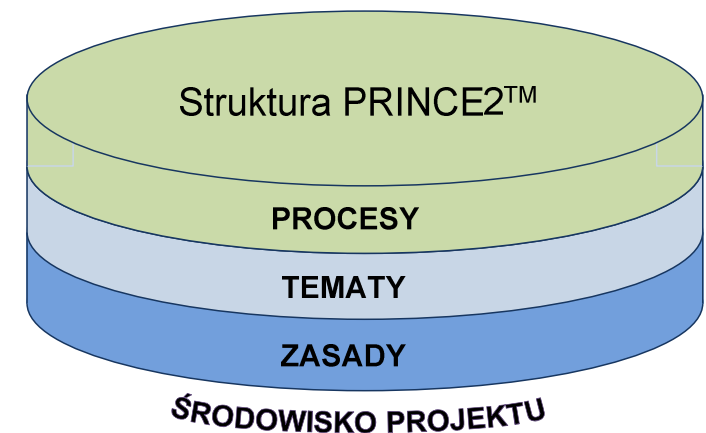 Struktura PRINCE2™
PROCESY
TEMATY
ZASADY
ŚRODOWISKO PROJEKTU